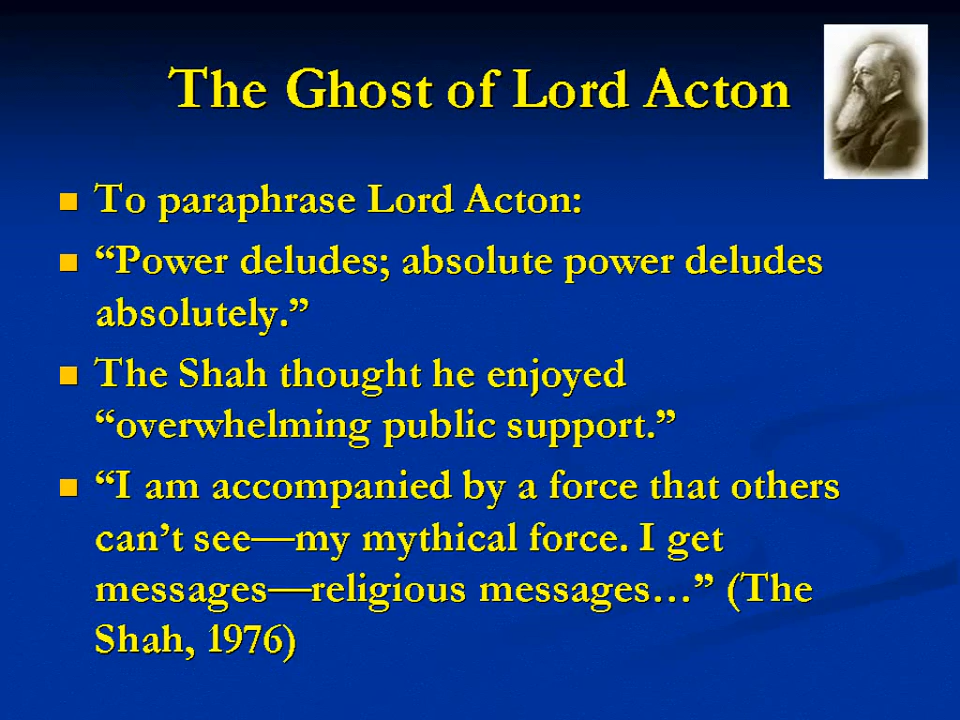 The Ghost of Lord Acton
To paraphrase Lord Acton:
“Power deludes; absolute power deludes
absolutely.”
The Shah thought he enjoyed
“overwhelming public support.”
“I am accompanied by a force that others
can’t see—my mythical force. I get
messages—religious messages…” (The
Shah, 1976)